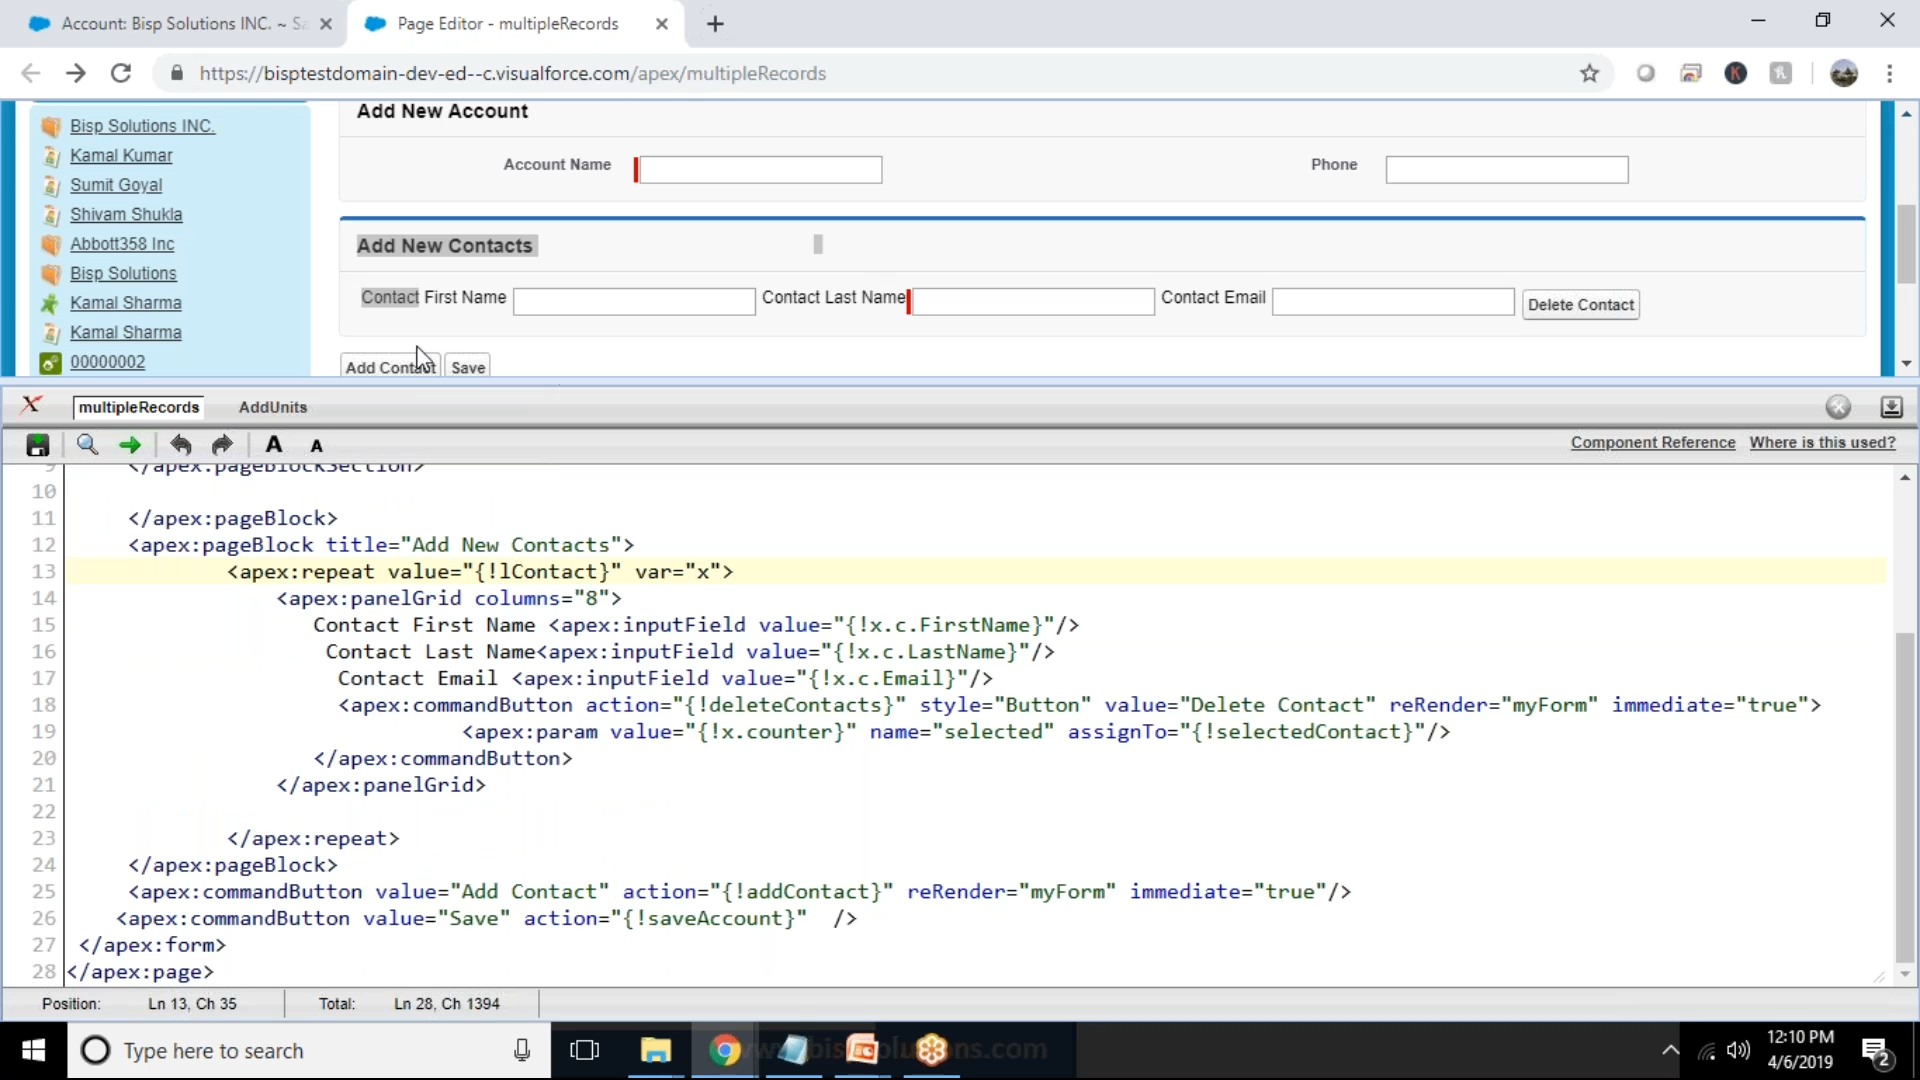 Account: Bisp Solutions INC. ~ Sa
Page Editor - multipleRecords
https://bisptestdomain-dev-ed--c.visualforce.com/apex/multipleRecords
Bisp Solutions INC.
Kamal Kumar
Sumit Goyal
Shivam Shukla
Abbott358 Inc
Bisp Solutions
Kamal Sharma
Kamal Sharma
00000002
Add New Account
Account Name
Phone
Add New Contacts
Contact First Name
Contact Last Name
Contact Email
Delete Contact
Add Contact
Save
multipleRecords
AddUnits
A
A
Component Reference
Where is this used?
9 </apex:pageBlockSection>
10
11 </apex:pageBlock>
12 <apex:pageBlock title="Add New Contacts">
13 <apex:repeat value="{!lContact}" var="x">
14 <apex:panelGrid columns="8">
15 Contact First Name <apex:inputField value="{!x.c.FirstName}"/>
16 Contact Last Name<apex:inputField value="{!x.c.LastName}"/>
17 Contact Email <apex:inputField value="{!x.c.Email}"/>
18 <apex:commandButton action="{!deleteContacts}" style="Button" value="Delete Contact" reRender="myForm" immediate="true">
19 <apex:param value="{!x.counter}" name="selected" assignTo="{!selectedContact}"/>
20 </apex:commandButton>
21 </apex:panelGrid>
22
23 </apex:repeat>
24 </apex:pageBlock>
25 <apex:commandButton value="Add Contact" action="{!addContact}" reRender="myForm" immediate="true"/>
26 <apex:commandButton value="Save" action="{!saveAccount}" />
27 </apex:form>
28 </apex:page>
Position: Ln 13, Ch 35 Total: Ln 28, Ch 1394
Type here to search
12:10 PM
4/6/2019
2